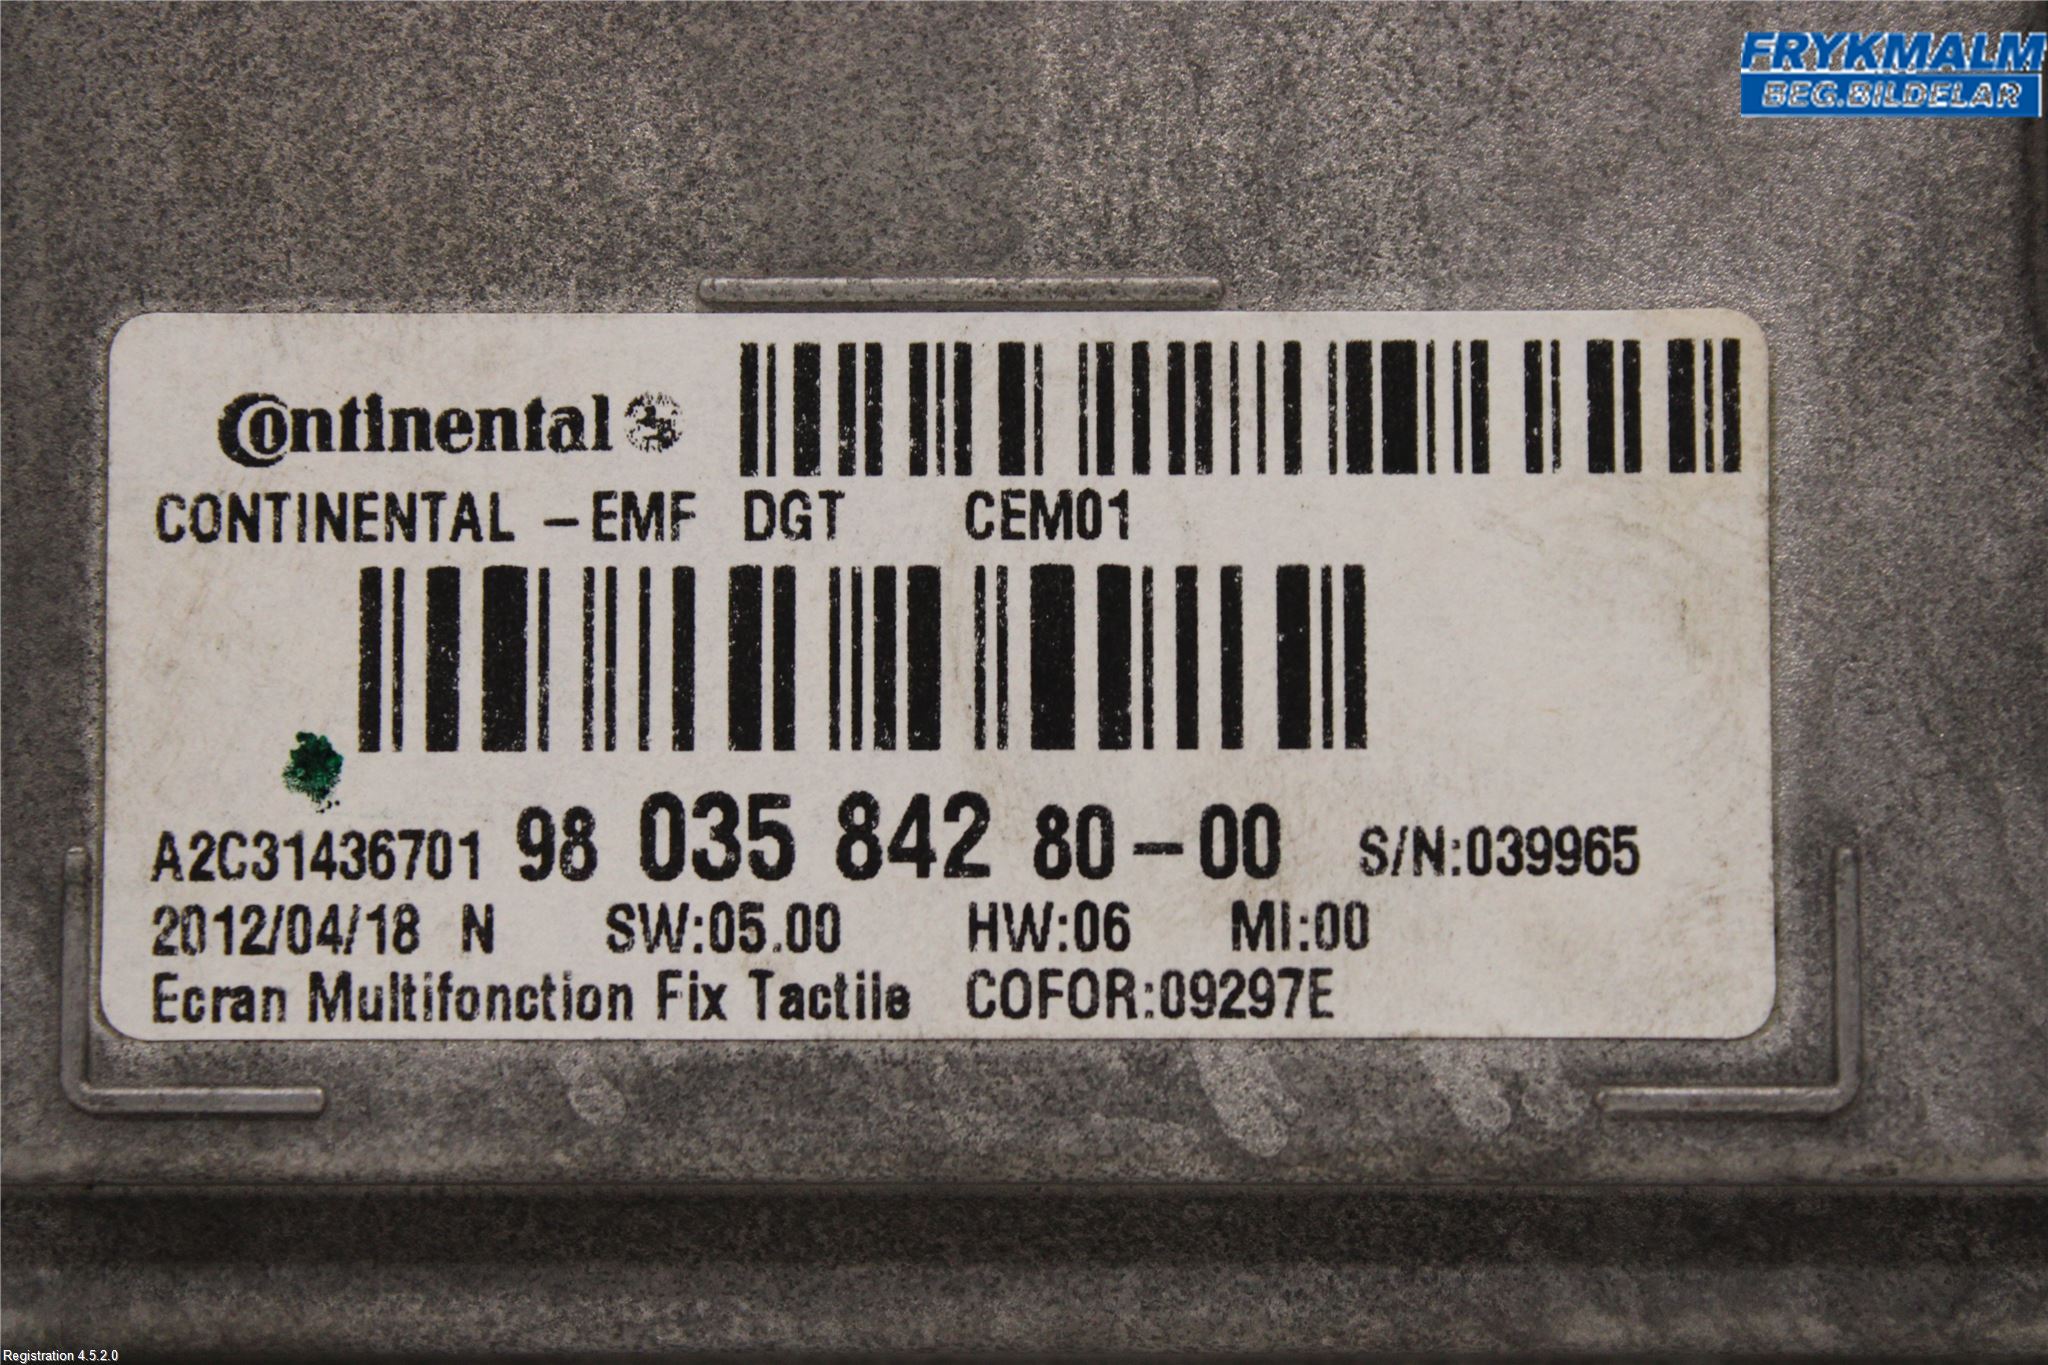 FRYKMALM
BEG.BILDELAR
Continental
CONTINENTAL -EMF DGT CEM01
A2C31436701 98 035 842 80-00 S/N:039965
2012/04/18 N SW:05.00 HW:06 MI:00
Ecran Multifonction Fix Tactile COFOR:09297E
Registration 4.5.2.0